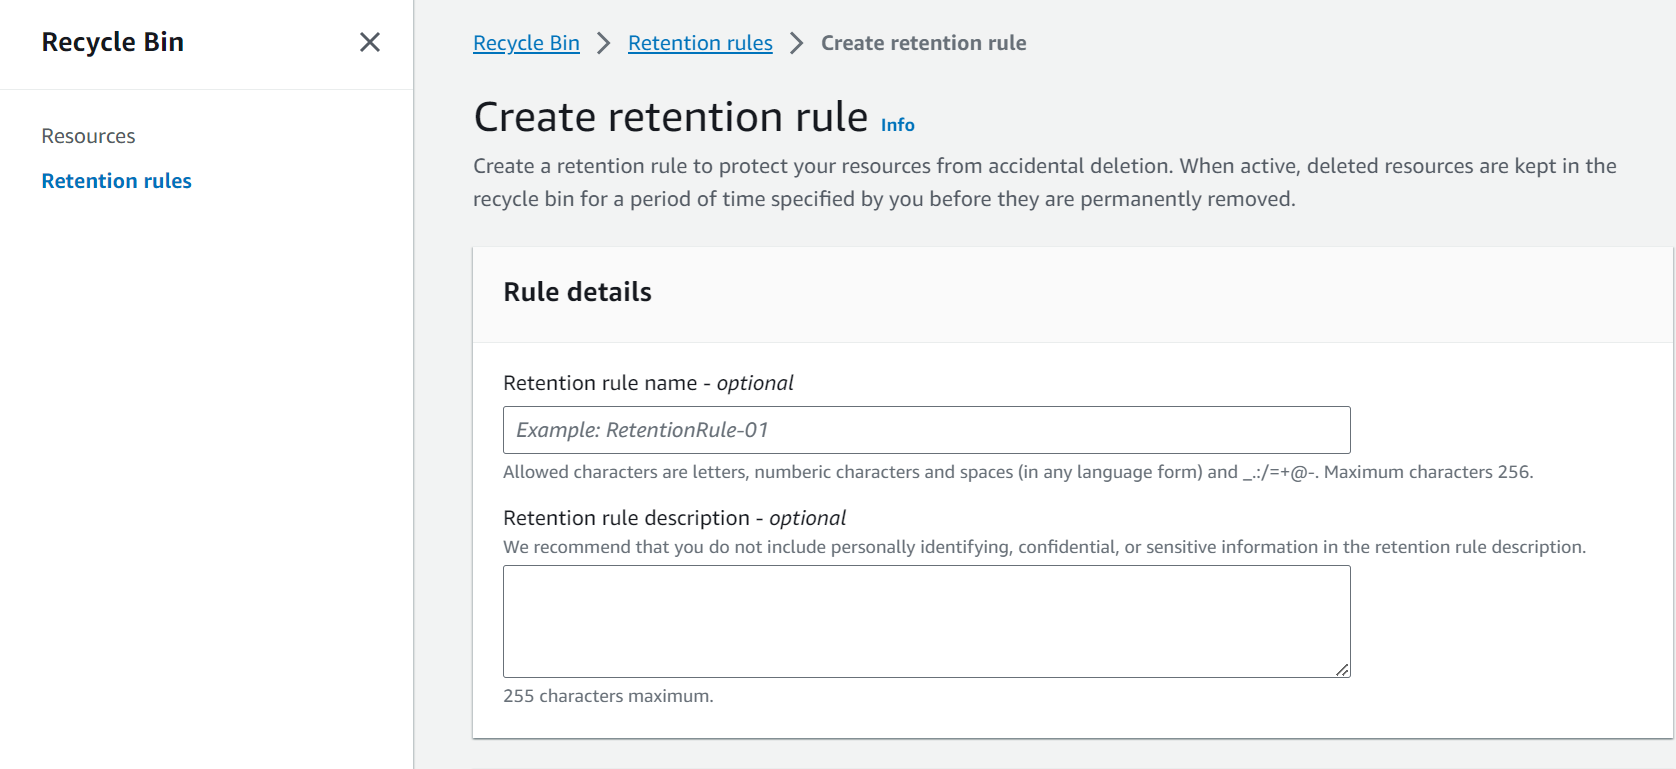 Recycle Bin
Resources
Retention rules
Recycle Bin > Retention rules > Create retention rule
Create retention rule Info
Create a retention rule to protect your resources from accidental deletion. When active, deleted resources are kept in the
recycle bin for a period of time specified by you before they are permanently removed.
Rule details
Retention rule name - optional
Example: RetentionRule-01
Allowed characters are letters, numberic characters and spaces (in any language form) and _.:/=+@-. Maximum characters 256.
Retention rule description - optional
We recommend that you do not include personally identifying, confidential, or sensitive information in the retention rule description.
255 characters maximum.